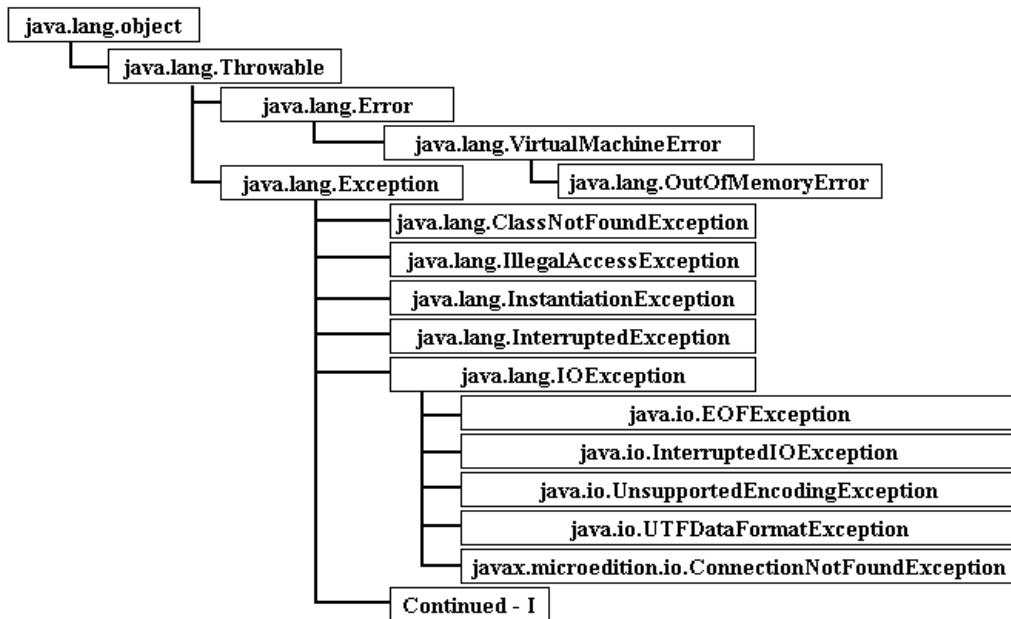 java.lang.object
java.lang.Throwable
java.lang.Error
java.lang.VirtualMachineError
java.lang.Exception
java.lang.OutOfMemoryError
java.lang.ClassNotFoundException
java.lang.IllegalAccessException
java.lang.InstantiationException
java.lang.InterruptedException
java.lang.IOException
java.io.EOFException
java.io.InterruptedIOException
java.io.UnsupportedEncodingException
java.io.UTFDataFormatException
javax.microedition.io.ConnectionNotFoundException
Continued - I